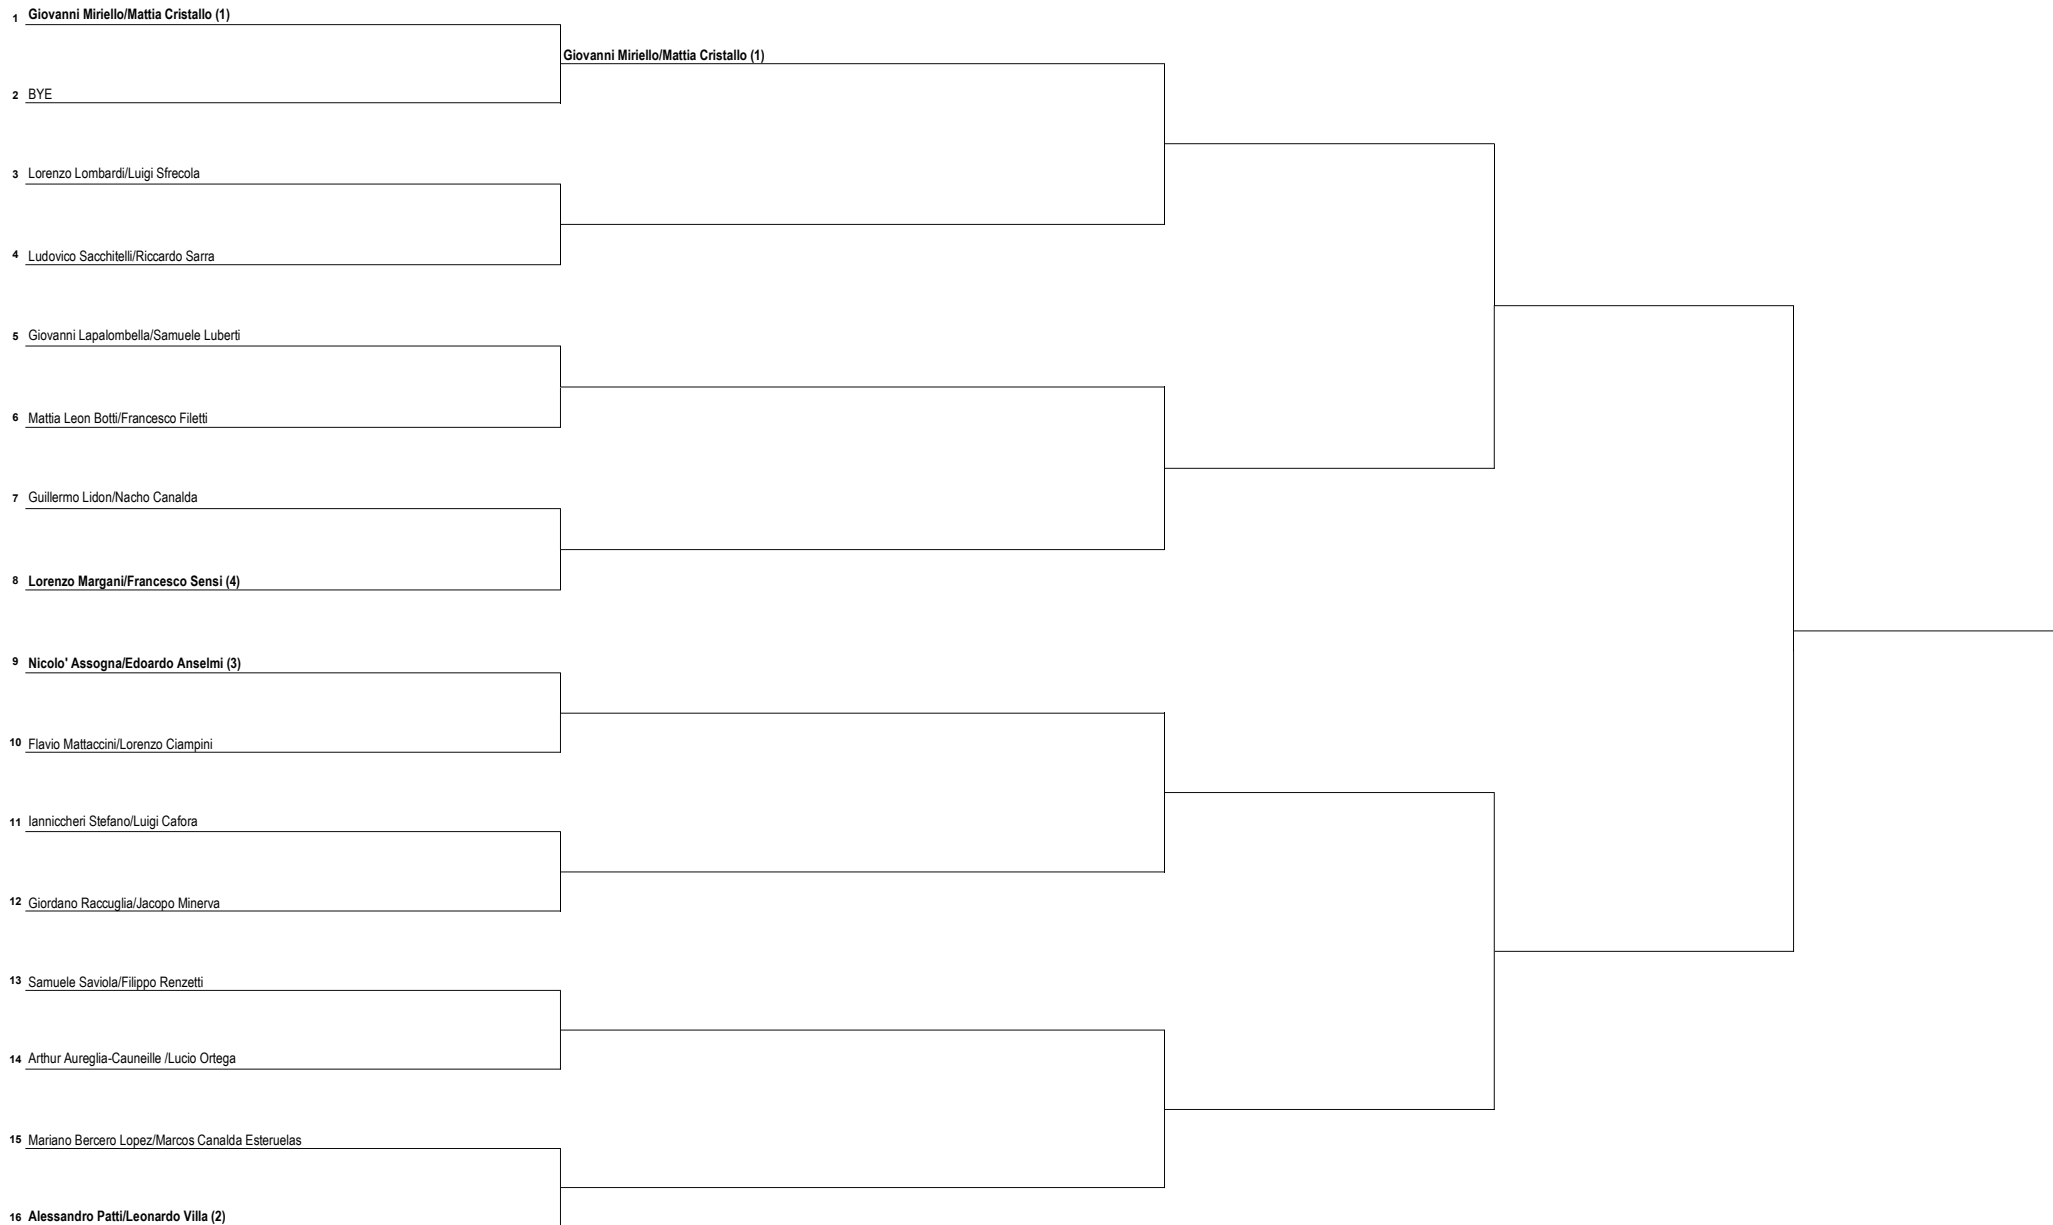 1 Giovanni Miriello/Mattia Cristallo (1)
Giovanni Miriello/Mattia Cristallo (1)
2 BYE
3 Lorenzo Lombardi/Luigi Sfrecola
4 Ludovico Sacchitelli/Riccardo Sarra
5 Giovanni Lapalombella/Samuele Luberti
6 Mattia Leon Botti/Francesco Filetti
7 Guillermo Lidon/Nacho Canalda
8 Lorenzo Margani/Francesco Sensi (4)
9 Nicolo' Assogna/Edoardo Anselmi (3)
10 Flavio Mattaccini/Lorenzo Ciampini
11 Ianniccheri Stefano/Luigi Cafora
12 Giordano Raccuglia/Jacopo Minerva
13 Samuele Saviola/Filippo Renzetti
14 Arthur Aureglia-Cauneille /Lucio Ortega
15 Mariano Bercero Lopez/Marcos Canalda Esteruelas
16 Alessandro Patti/Leonardo Villa (2)